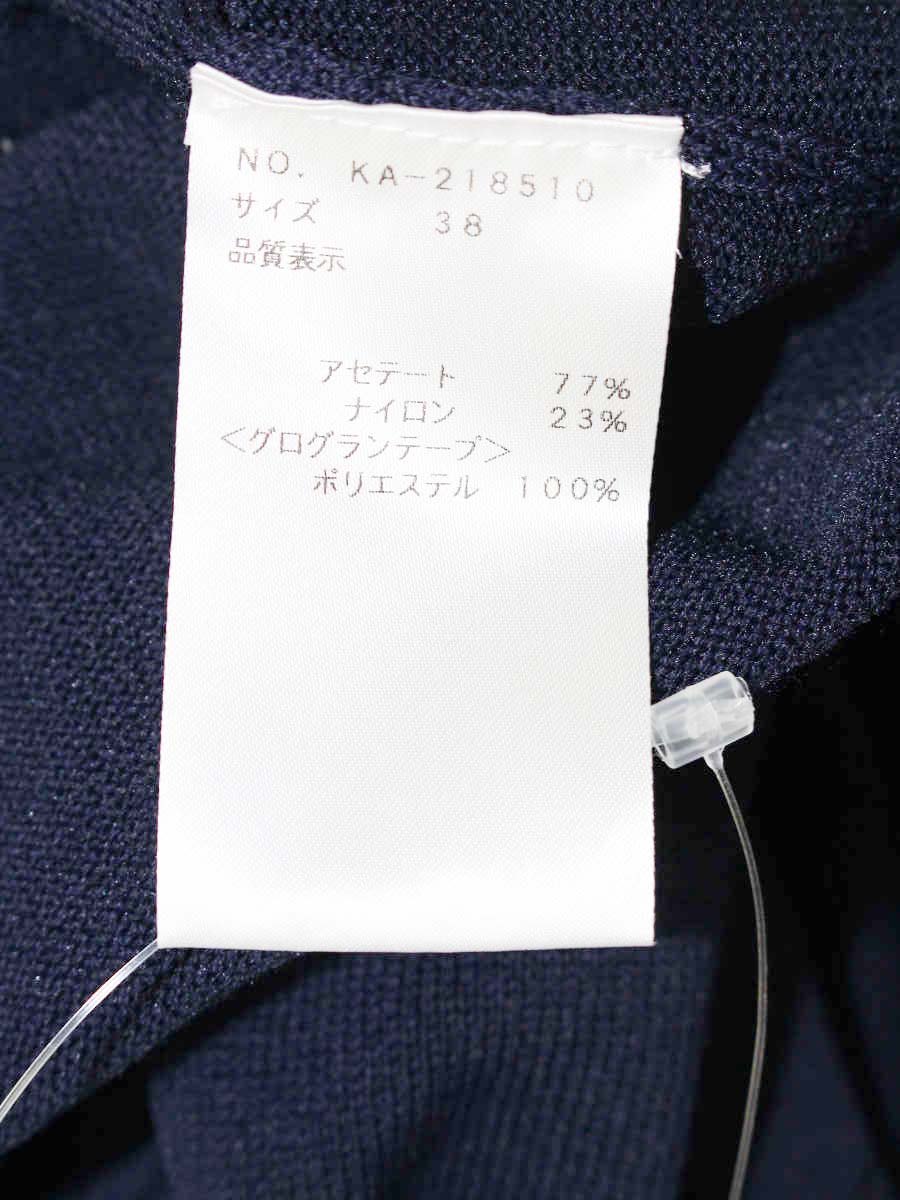 NO. KA-218510
サイズ 38
品質表示
アセテート 77%
ナイロン 23%
<グログランテープ>
ポリエステル 100%